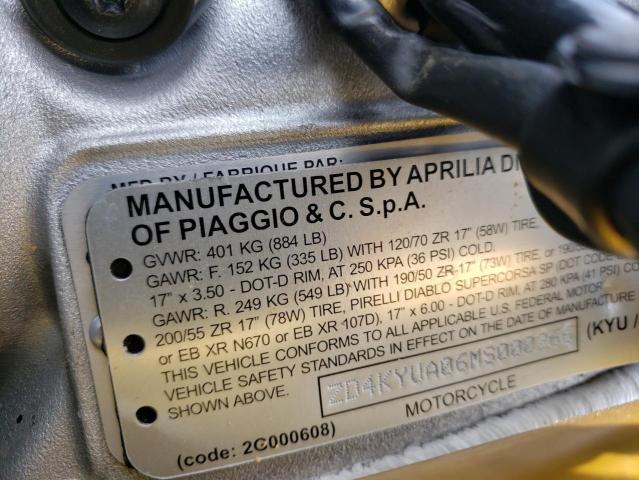 MFD BY / FABRIQUE PAR:
MANUFACTURED BY APRILIA
OF PIAGGIO & C. S.p.A.
GVWR: 401 KG (884 LB)
GAWR: F. 152 KG (335 LB) WITH 120/70 ZR 17" (58W) TIRE,
17" x 3.50 - DOT-D RIM, AT 250 KPA (36 PSI) COLD.
GAWR: R. 249 KG (549 LB) WITH 190/50 ZR-17" (73W) TIRE, or
200/55 ZR 17" (78W) TIRE, PIRELLI DIABLO SUPERCORSA SP (DOT CODE
or EB XR N670 or EB XR 107D), 17" x 6.00 - DOT-D RIM, AT 280 KPA (41 PSI)
THIS VEHICLE CONFORMS TO ALL APPLICABLE U.S. FEDERAL MOTOR
VEHICLE SAFETY STANDARDS IN EFFECT ON THE DATE OF MANUFACTURE
SHOWN ABOVE.
(KYU /
MOTORCYCLE
(code: 2C000608)